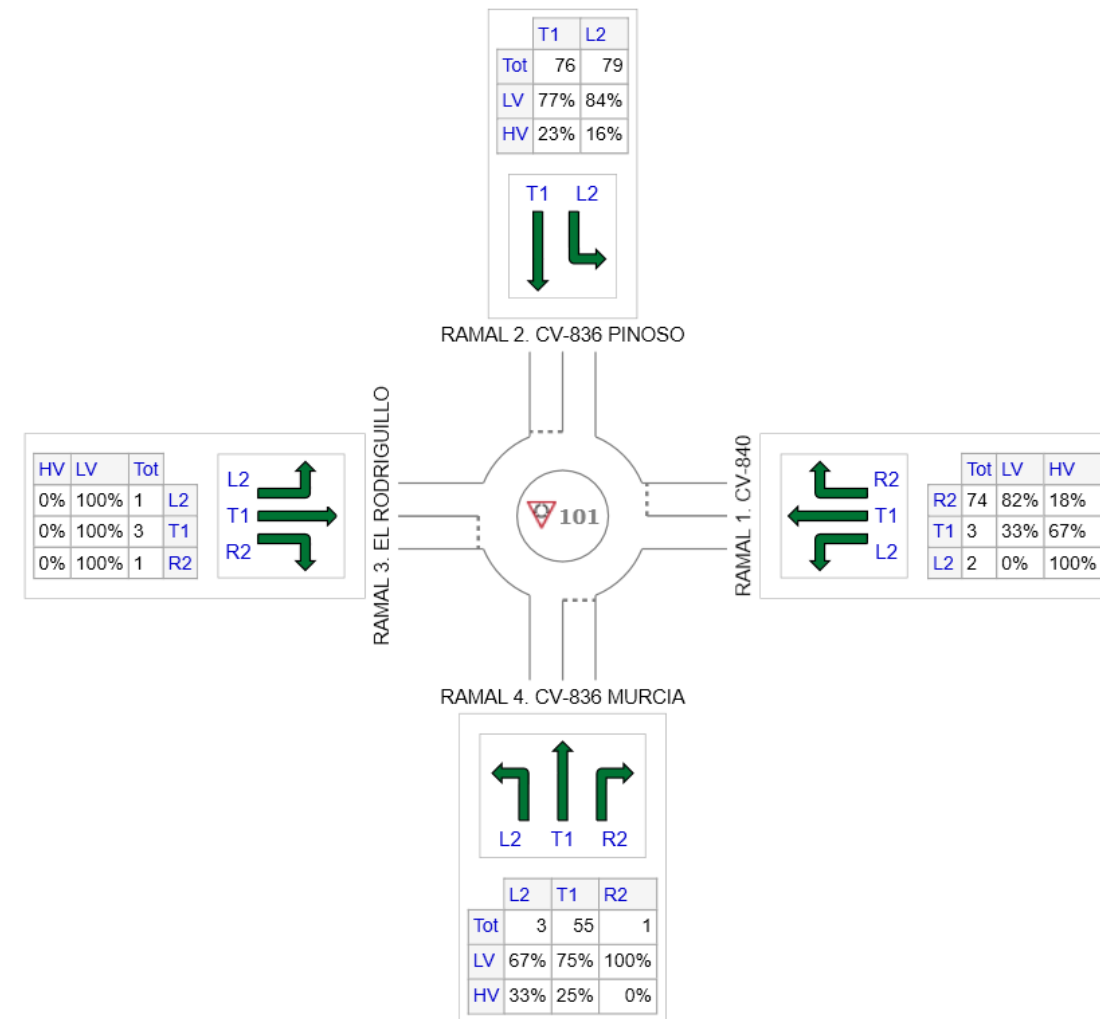 T1 L2
Tot 76 79
LV 77% 84%
HV 23% 16%
T1 L2
RAMAL 2. CV-836 PINOSO
RAMAL 3. EL RODRIGUILLO
HV LV Tot
0% 100% 1 L2
0% 100% 3 T1
0% 100% 1 R2
L2
T1
R2
101
RAMAL 1. CV-840
R2
T1
L2
Tot LV HV
R2 74 82% 18%
T1 3 33% 67%
L2 2 0% 100%
RAMAL 4. CV-836 MURCIA
L2 T1 R2
L2 T1 R2
Tot 3 55 1
LV 67% 75% 100%
HV 33% 25% 0%